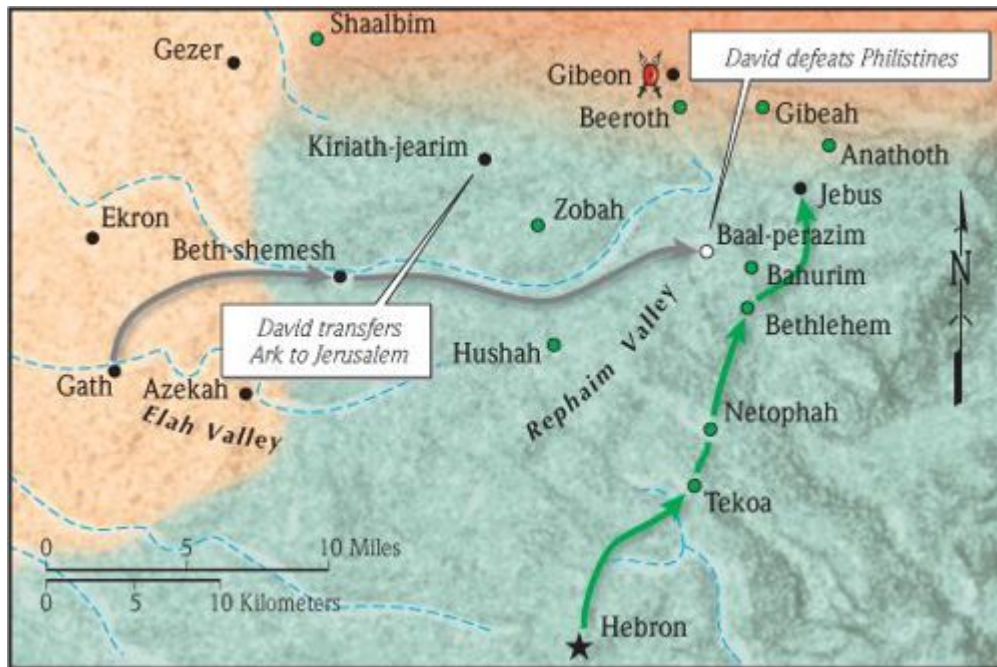 Shaalbim
Gezer
David defeats Philistines
Gibeon
Beeroth
Gibeah
Kiriath-jearim
Anathoth
Jebus
Zobah
Ekron
Baal-perazim
Beth-shemesh
Bahurim
N
David transfers
Ark to Jerusalem
Bethlehem
Hushah
Rephaim Valley
Gath
Azekah
Elah Valley
Netophah
Tekoa
0 5 10 Miles
0 5 10 Kilometers
Hebron